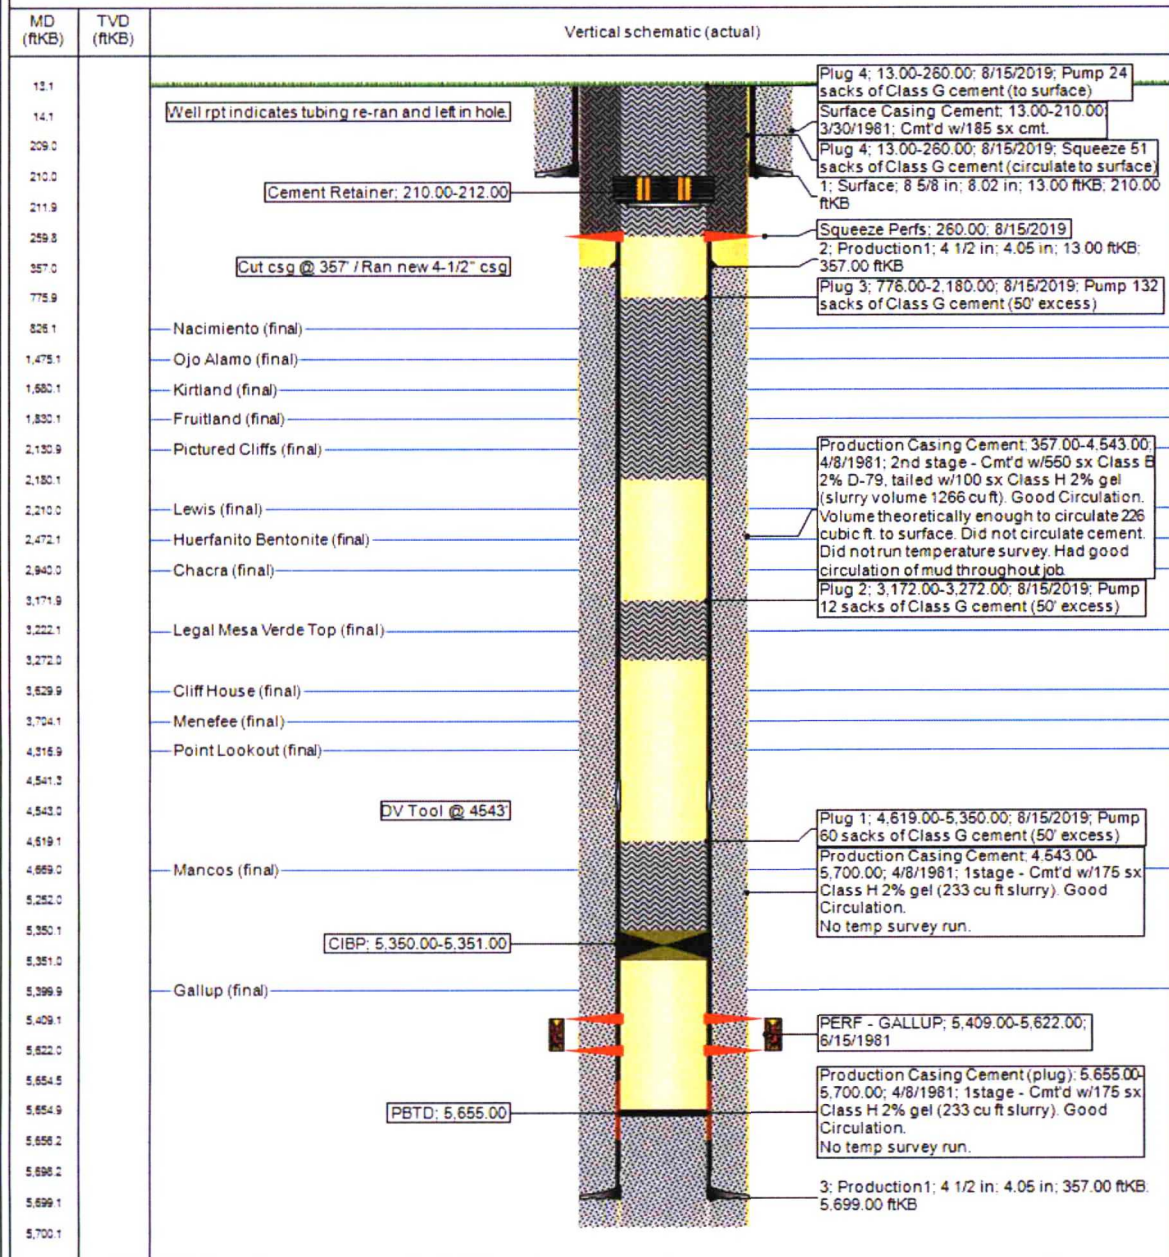 MD
(ftKB)
TVD
(ftKB)
Vertical schematic (actual)
13.1
14.1
209.0
210.0
211.9
259.8
357.0
775.9
826.1
1,475.1
1,680.1
1,830.1
2,130.9
2,180.1
2,210.0
2,472.1
2,940.0
3,171.9
3,222.1
3,272.0
3,629.9
3,704.1
4,316.9
4,541.3
4,543.0
4,619.1
4,669.0
5,252.0
5,350.1
5,351.0
5,399.9
5,409.1
5,622.0
5,654.5
5,654.9
5,656.2
5,698.2
5,699.1
5,700.1
Well rpt indicates tubing re-ran and left in hole.
Cement Retainer; 210.00-212.00
Cut csg @ 357' / Ran new 4-1/2" csg
Nacimiento (final)
Ojo Alamo (final)
Kirtland (final)
Fruitland (final)
Pictured Cliffs (final)
Lewis (final)
Huerfanito Bentonite (final)
Chacra (final)
Legal Mesa Verde Top (final)
Cliff House (final)
Menefee (final)
Point Lookout (final)
DV Tool @ 4543'
Mancos (final)
CIBP; 5,350.00-5,351.00
Gallup (final)
PBTD; 5,655.00
Plug 4; 13.00-260.00; 8/15/2019; Pump 24
sacks of Class G cement (to surface)
Surface Casing Cement; 13.00-210.00;
3/30/1981; Cmt'd w/185 sx cmt.
Plug 4; 13.00-260.00; 8/15/2019; Squeeze 51
sacks of Class G cement (circulate to surface)
1; Surface; 8 5/8 in; 8.02 in; 13.00 ftKB; 210.00
ftKB
Squeeze Perfs; 260.00; 8/15/2019
2; Production1; 4 1/2 in; 4.05 in; 13.00 ftKB;
357.00 ftKB
Plug 3; 776.00-2,180.00; 8/15/2019; Pump 132
sacks of Class G cement (50' excess)
Production Casing Cement; 357.00-4,543.00;
4/8/1981; 2nd stage - Cmt'd w/550 sx Class B
2% D-79, tailed w/100 sx Class H 2% gel
(slurry volume 1266 cu ft). Good Circulation.
Volume theoretically enough to circulate 226
cubic ft. to surface. Did not circulate cement.
Did not run temperature survey. Had good
circulation of mud throughout job.
Plug 2; 3,172.00-3,272.00; 8/15/2019; Pump
12 sacks of Class G cement (50' excess)
Plug 1; 4,619.00-5,350.00; 8/15/2019; Pump
60 sacks of Class G cement (50' excess)
Production Casing Cement; 4,543.00-
5,700.00; 4/8/1981; 1stage - Cmt'd w/175 sx
Class H 2% gel (233 cu ft slurry). Good
Circulation.
No temp survey run.
PERF - GALLUP; 5,409.00-5,622.00;
6/15/1981
Production Casing Cement (plug); 5,655.00-
5,700.00; 4/8/1981; 1stage - Cmt'd w/175 sx
Class H 2% gel (233 cu ft slurry). Good
Circulation.
No temp survey run.
3; Production1; 4 1/2 in; 4.05 in; 357.00 ftKB;
5,699.00 ftKB